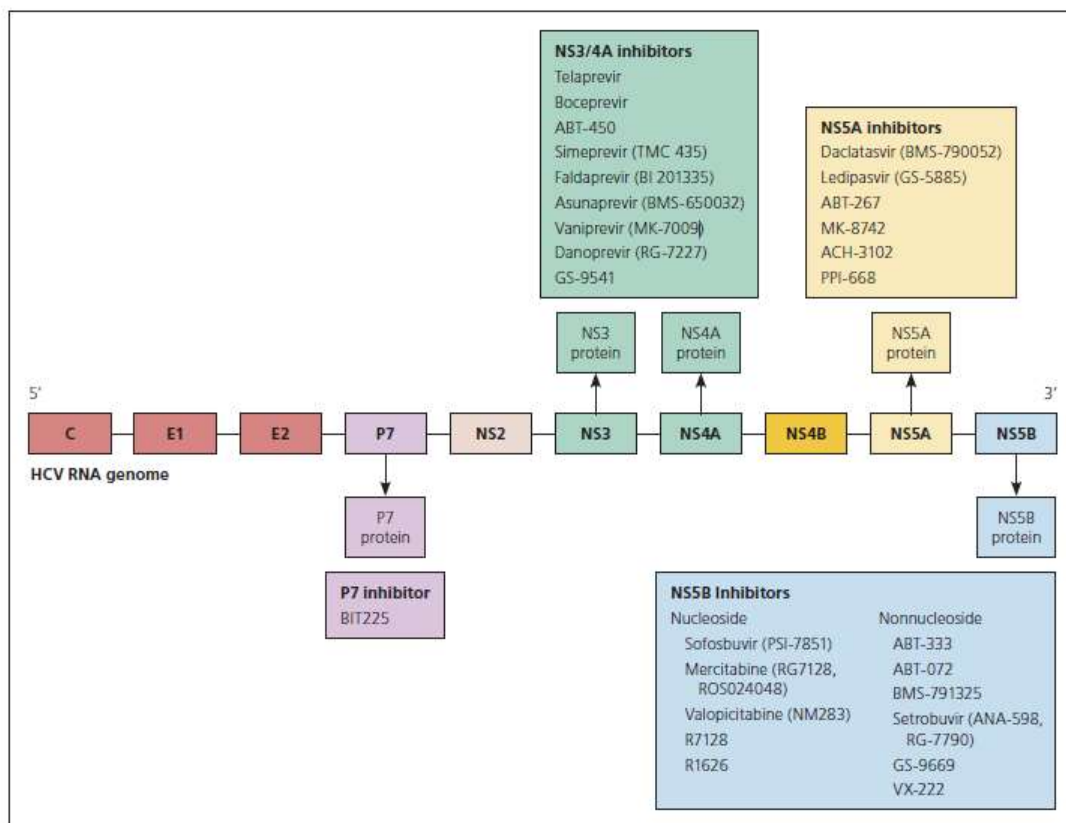 NS3/4A inhibitors
Telaprevir
Boceprevir
ABT-450
Simeprevir (TMC 435)
Faldaprevir (BI 201335)
Asunaprevir (BMS-650032)
Vaniprevir (MK-7009)
Danoprevir (RG-7227)
GS-9541
NS5A inhibitors
Daclatasvir (BMS-790052)
Ledipasvir (GS-5885)
ABT-267
MK-8742
ACH-3102
PPI-668
NS3
protein
NS4A
protein
NS5A
protein
5’
3’
C
E1
E2
P7
NS2
NS3
NS4A
NS4B
NS5A
NS5B
HCV RNA genome
P7
protein
NS5B
protein
P7 inhibitor
BIT225
NS5B Inhibitors
Nucleoside
Sofosbuvir (PSI-7851)
Mercitabine (RG7128,
ROS024048)
Valopicitabine (NM283)
R7128
R1626
Nonnucleoside
ABT-333
ABT-072
BMS-791325
Setrobuvir (ANA-598,
RG-7790)
GS-9669
VX-222